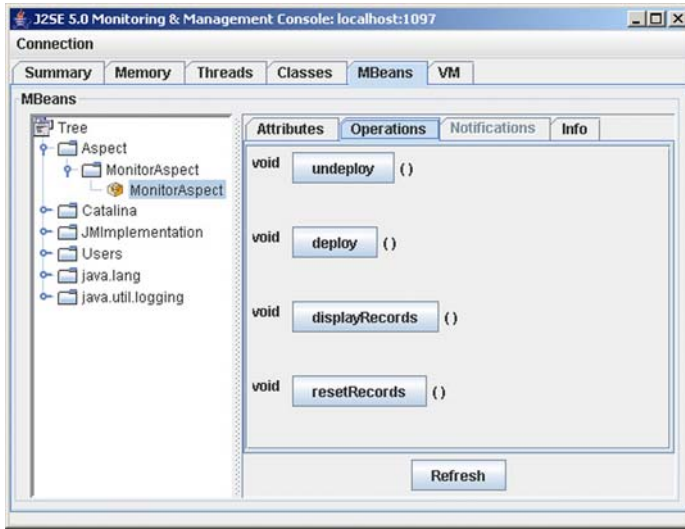 J2SE 5.0 Monitoring & Management Console: localhost:1097
Connection
Summary Memory Threads Classes MBeans VM
MBeans
Tree
Aspect
MonitorAspect
MonitorAspect
Catalina
JMImplementation
Users
java.lang
java.util.logging
Attributes Operations Notifications Info
void undeploy ( )
void deploy ( )
void displayRecords ( )
void resetRecords ( )
Refresh